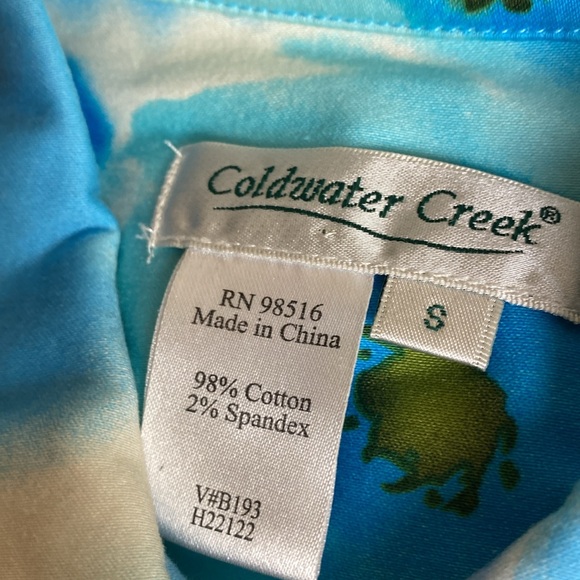 Coldwater Creek®
S
RN 98516
Made in China
98% Cotton
2% Spandex
V#B193
H22122